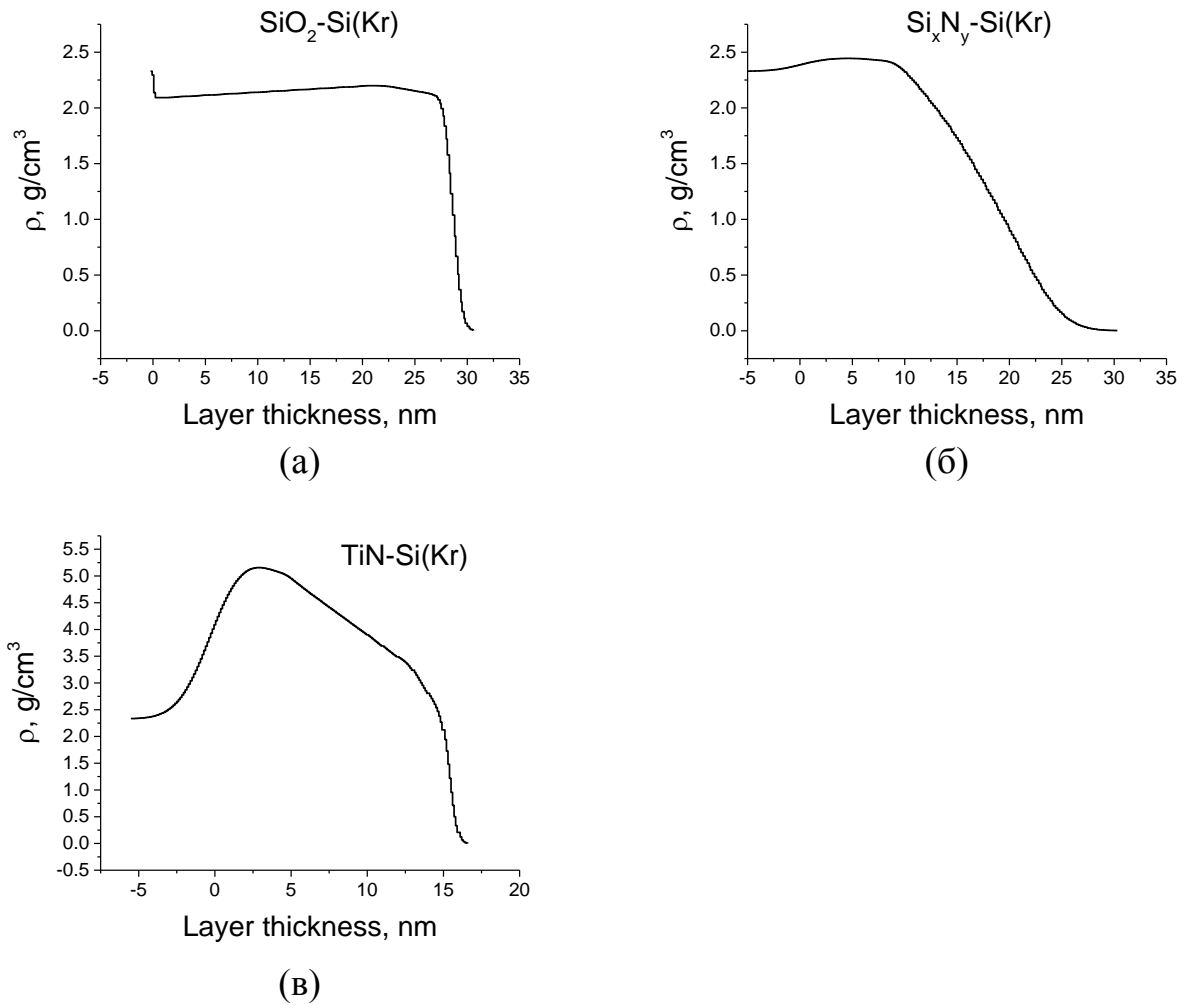 SiO₂-Si(Kr)
2.5
2.0
1.5
1.0
0.5
0.0
ρ, g/cm³
-5 0 5 10 15 20 25 30 35
Layer thickness, nm
(а)
SiₓNᵧ-Si(Kr)
2.5
2.0
1.5
1.0
0.5
0.0
ρ, g/cm³
-5 0 5 10 15 20 25 30 35
Layer thickness, nm
(б)
TiN-Si(Kr)
5.5
5.0
4.5
4.0
3.5
3.0
2.5
2.0
1.5
1.0
0.5
0.0
-0.5
ρ, g/cm³
-5 0 5 10 15 20
Layer thickness, nm
(в)